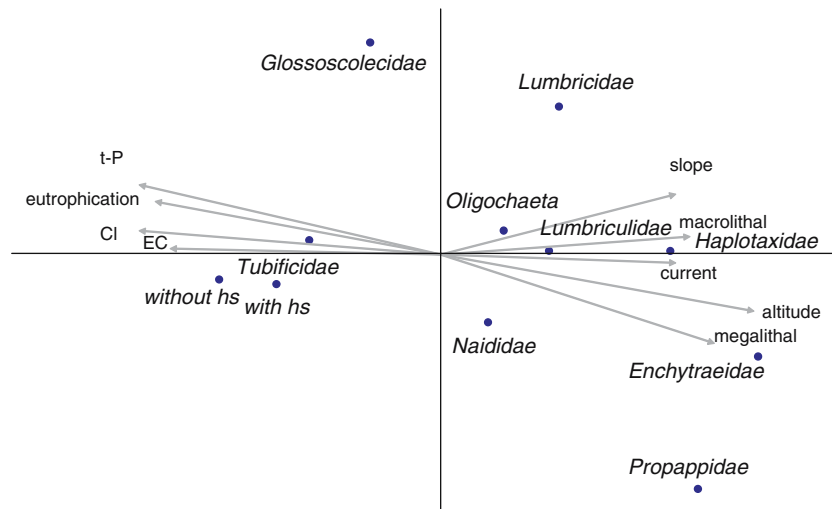 Glossoscolecidae
Lumbricidae
t-P
slope
eutrophication
Oligochaeta
macrolithal
Cl
EC
Lumbriculidae
Haplotaxidae
Tubificidae
current
without hs
with hs
altitude
megalithal
Naididae
Enchytraeidae
Propappidae